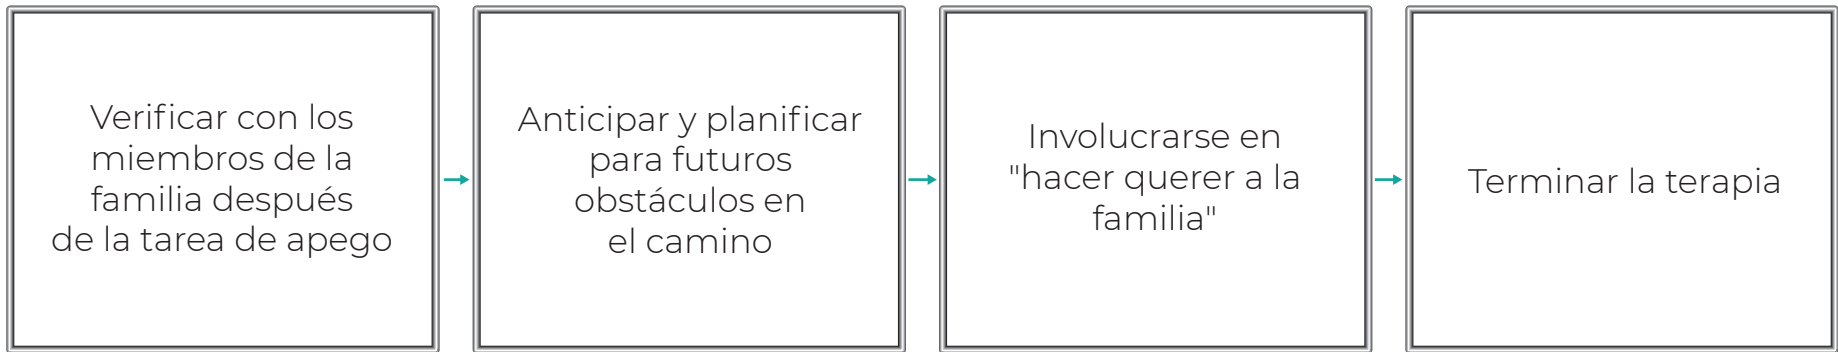 Verificar con los
miembros de la
familia después
de la tarea de apego
Anticipar y planificar
para futuros
obstáculos en
el camino
Involucrarse en
"hacer querer a la
familia"
Terminar la terapia